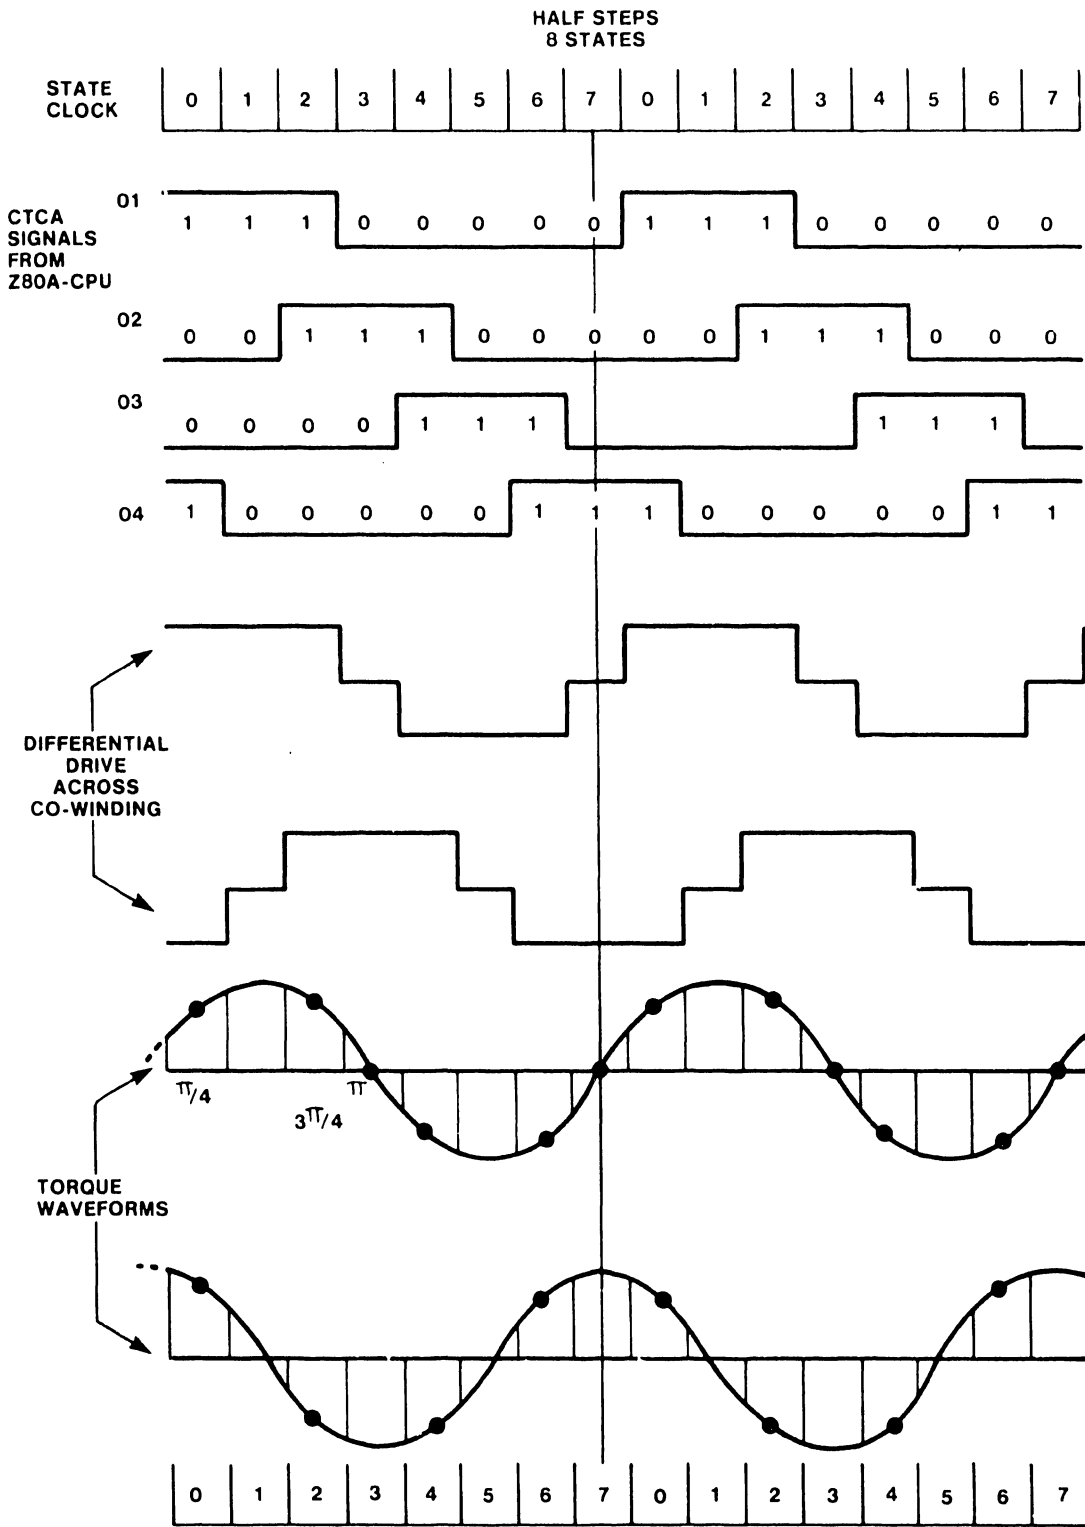 HALF STEPS
8 STATES
STATE
CLOCK
0 1 2 3 4 5 6 7 0 1 2 3 4 5 6 7
CTCA
SIGNALS
FROM
Z80A-CPU
01
1 1 1 0 0 0 0 0 1 1 1 0 0 0 0 0
02
0 0 1 1 1 0 0 0 0 0 1 1 1 0 0 0
03
0 0 0 0 1 1 1 1 1 1
04
1 0 0 0 0 0 1 1 1 0 0 0 0 0 1 1
DIFFERENTIAL
DRIVE
ACROSS
CO-WINDING
π/4
3π/4
π
TORQUE
WAVEFORMS
0 1 2 3 4 5 6 7 0 1 2 3 4 5 6 7